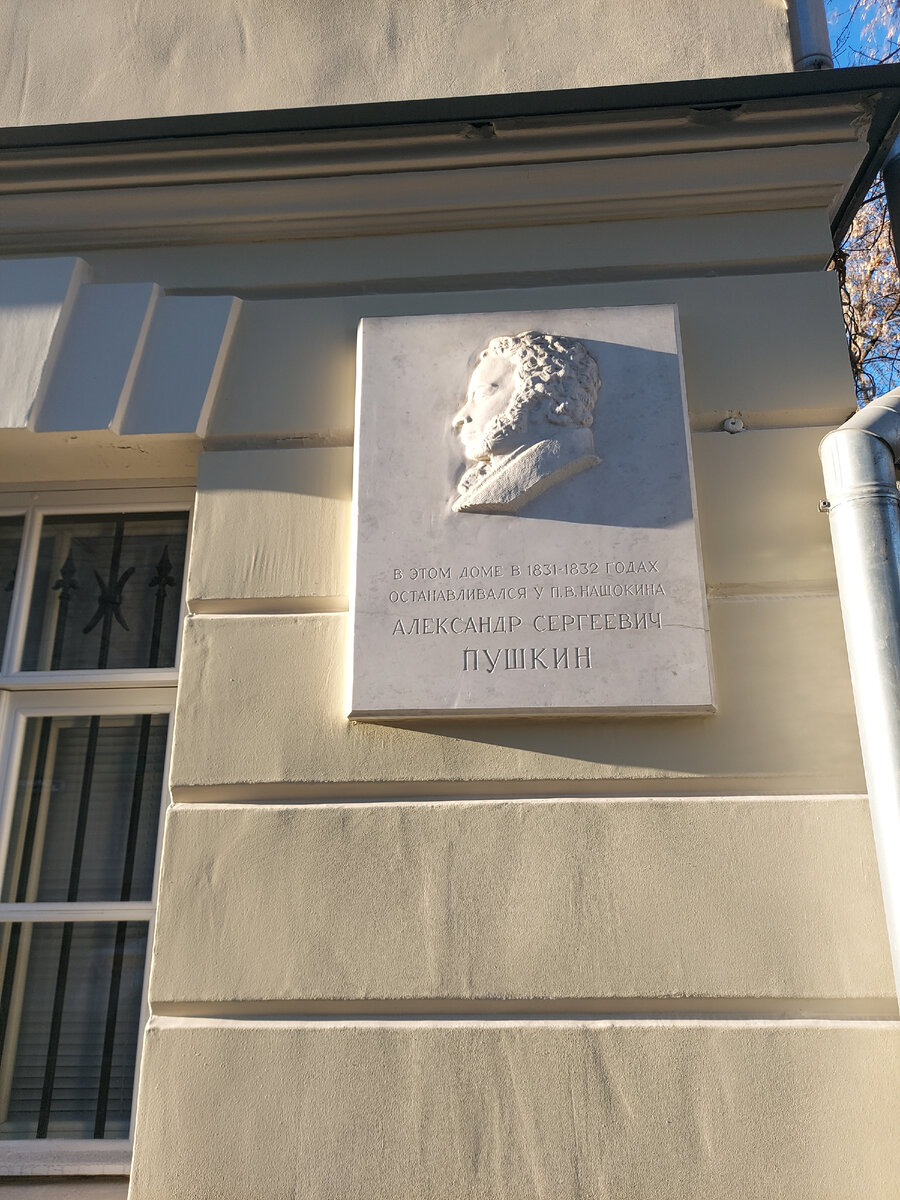 В ЭТОМ ДОМЕ В 1831-1832 ГОДАХ
ОСТАНАВЛИВАЛСЯ У П.В.НАЩОКИНА
АЛЕКСАНДР СЕРГЕЕВИЧ
ПУШКИН